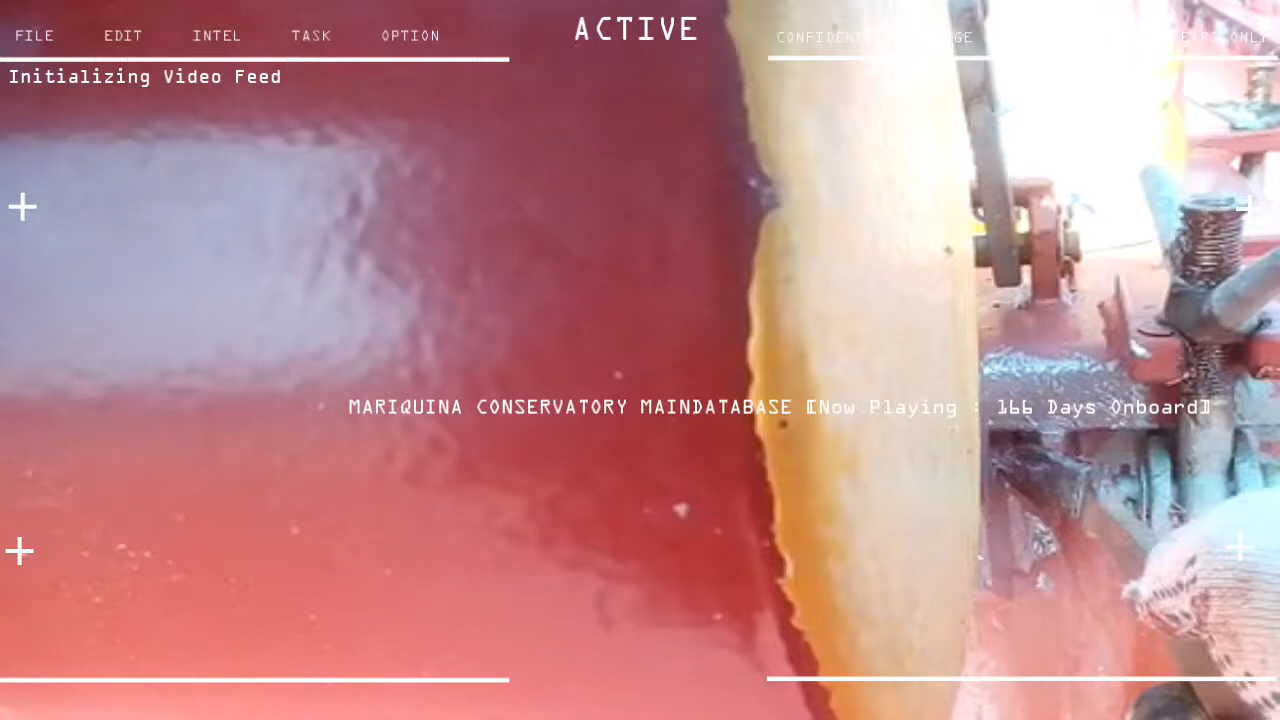 FILE EDIT INTEL TASK OPTION
ACTIVE
Initializing Video Feed
MARIQUINA CONSERVATORY MAINDATABASE [Now Playing : 166 Days Onboard]